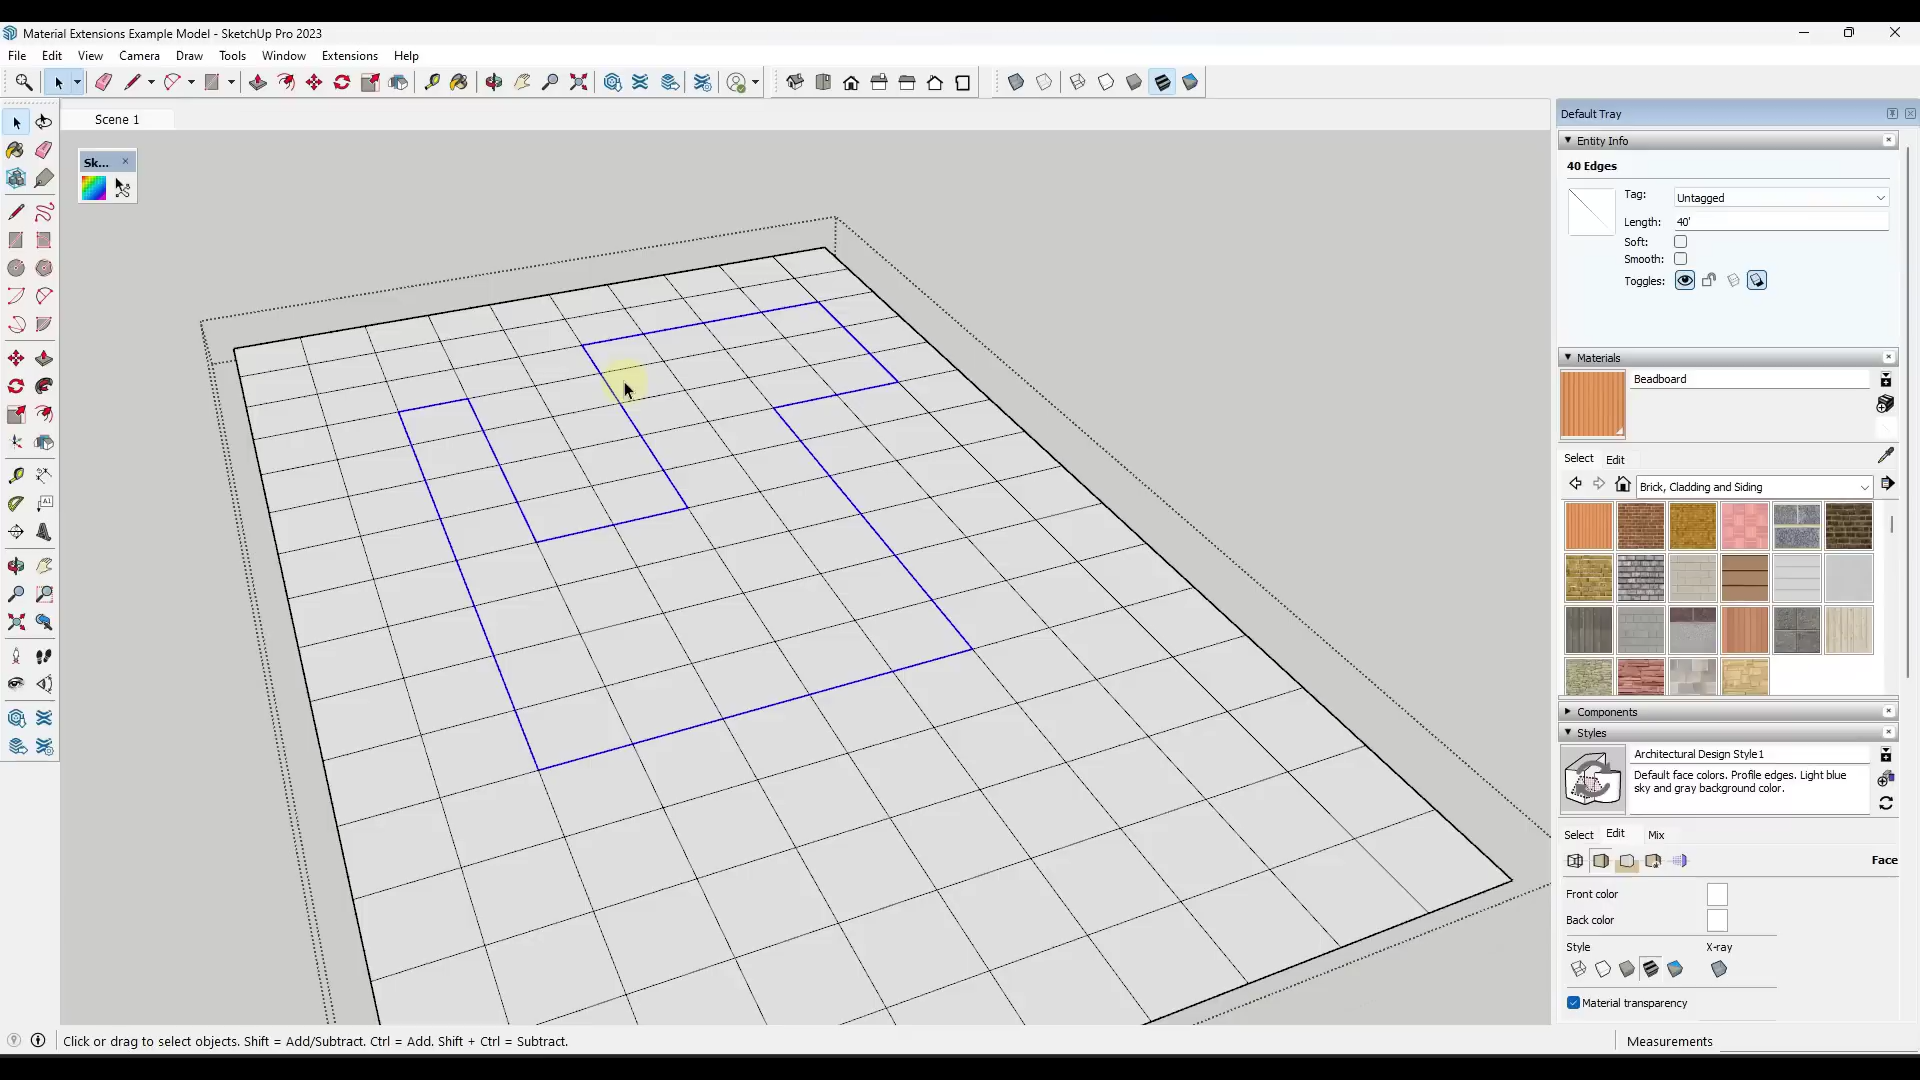 Material Extensions Example Model - SketchUp Pro 2023
File Edit View Camera Draw Tools Window Extensions Help
Scene 1
Sk...
Default Tray
Entity Info
40 Edges
Tag: Untagged
Length: 40'
Soft:
Smooth:
Toggles:
Materials
Beadboard
Select Edit
Brick, Cladding and Siding
Components
Styles
Architectural Design Style1
Default face colors. Profile edges. Light blue
sky and gray background color.
Select Edit Mix
Face
Front color
Back color
Style X-ray
Material transparency
Click or drag to select objects. Shift = Add/Subtract. Ctrl = Add. Shift + Ctrl = Subtract.
Measurements